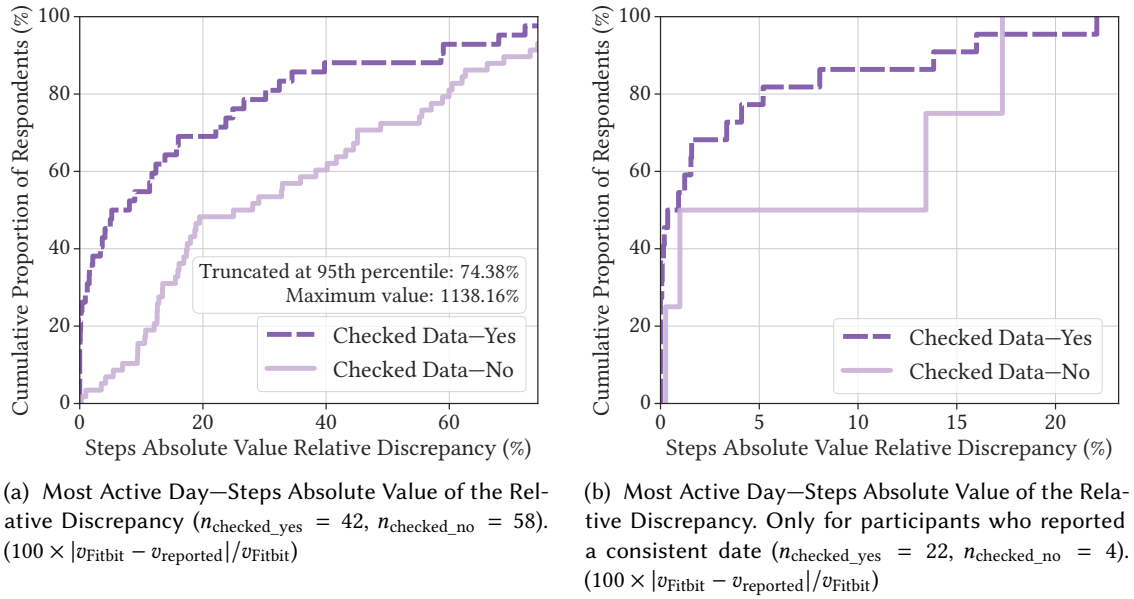 Cumulative Proportion of Respondents (%)
100
80
60
40
20
0
Truncated at 95th percentile: 74.38%
Maximum value: 1138.16%
Checked Data—Yes
Checked Data—No
0 20 40 60
Steps Absolute Value Relative Discrepancy (%)
(a) Most Active Day—Steps Absolute Value of the Rel-
ative Discrepancy (n_checked_yes = 42, n_checked_no = 58).
(100 × |v_Fitbit − v_reported|/v_Fitbit)
Cumulative Proportion of Respondents (%)
100
80
60
40
20
0
Checked Data—Yes
Checked Data—No
0 5 10 15 20
Steps Absolute Value Relative Discrepancy (%)
(b) Most Active Day—Steps Absolute Value of the Rela-
tive Discrepancy. Only for participants who reported
a consistent date (n_checked_yes = 22, n_checked_no = 4).
(100 × |v_Fitbit − v_reported|/v_Fitbit)